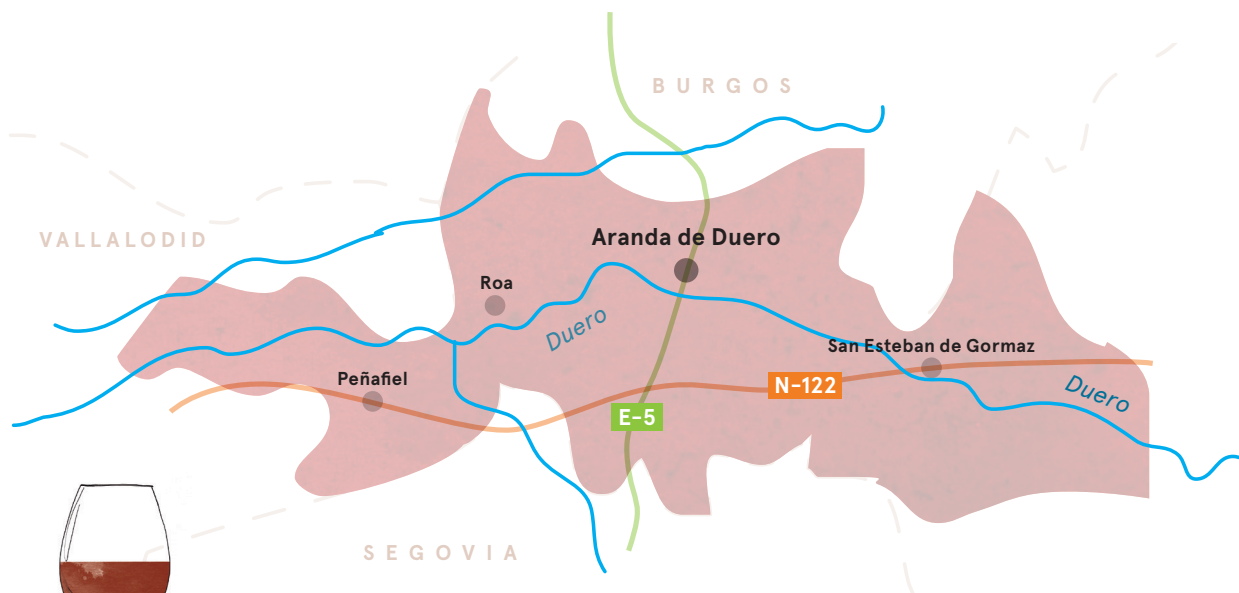 BURGOS
VALLALODID
Aranda de Duero
Roa
Duero
San Esteban de Gormaz
Peñafiel
N-122
Duero
E-5
SEGOVIA